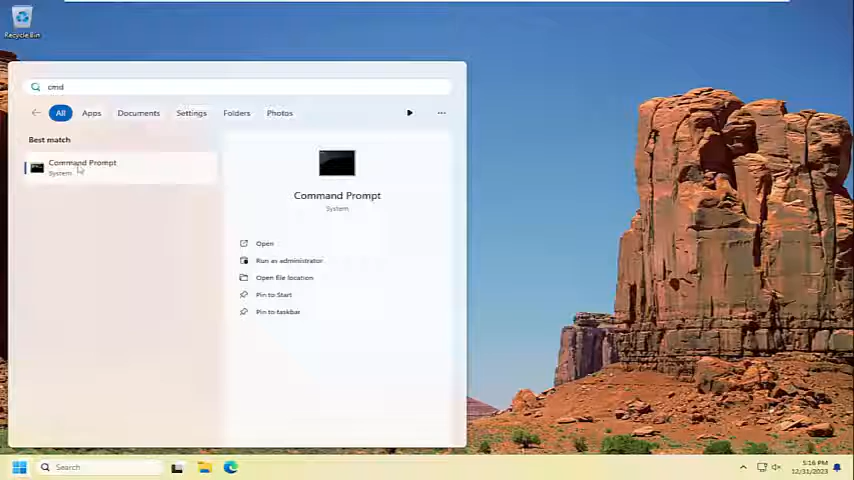 Recycle Bin
cmd
All
Apps
Documents
Settings
Folders
Photos
Best match
Command Prompt
System
Command Prompt
System
Open
Run as administrator
Open file location
Pin to Start
Pin to taskbar
Search
5:16 PM
12/31/2023